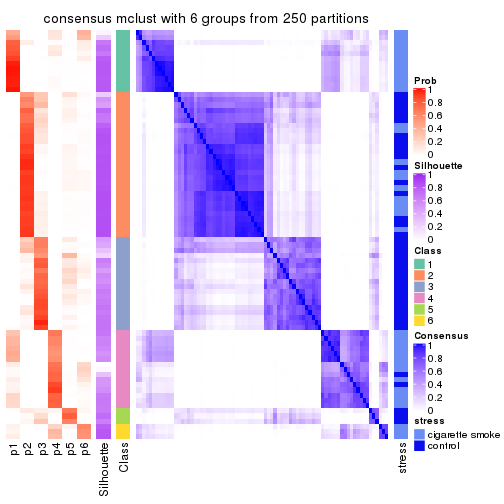 consensus mclust with 6 groups from 250 partitions
Prob
1
0.8
0.6
0.4
0.2
0
Silhouette
1
0.8
0.6
0.4
0.2
0
Class
1
2
3
4
5
6
Consensus
1
0.8
0.6
0.4
0.2
0
stress
cigarette smoke
control
p1
p2
p3
p4
p5
p6
Silhouette
Class
stress